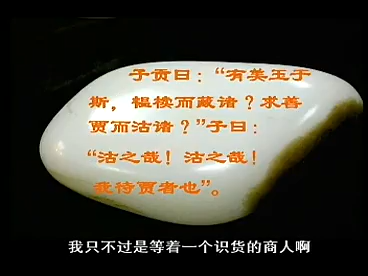 子贡曰：“有美玉于
斯，韫椟而藏诸？求善
贾而沽诸？”子曰：
“沽之哉！沽之哉！
我待贾者也”。
我只不过是等着一个识货的商人啊